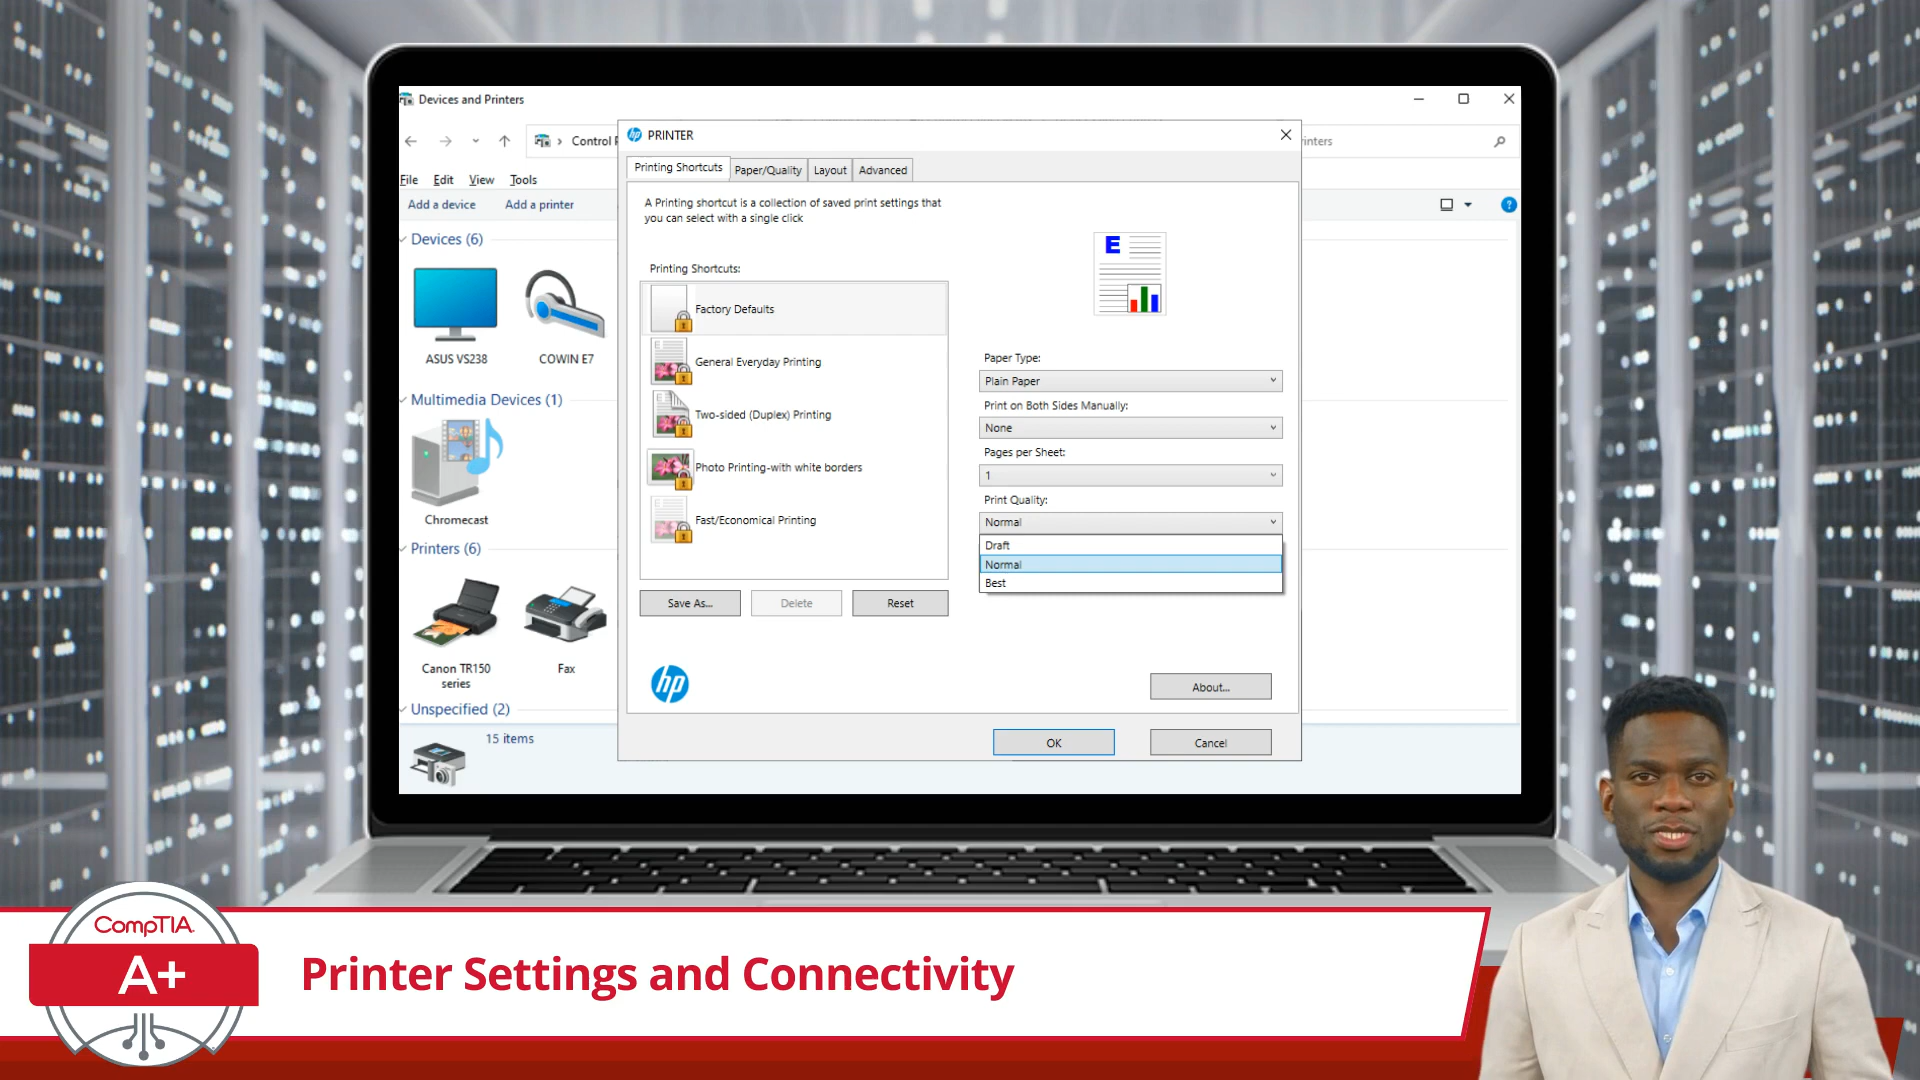 Devices and Printers
Control P
inters
File Edit View Tools
Add a device Add a printer
?
Devices (6)
ASUS VS238
COWIN E7
Multimedia Devices (1)
Chromecast
Printers (6)
Canon TR150
series
Fax
Unspecified (2)
15 items
hp PRINTER
Printing Shortcuts Paper/Quality Layout Advanced
A Printing shortcut is a collection of saved print settings that
you can select with a single click
Printing Shortcuts:
Factory Defaults
General Everyday Printing
Two-sided (Duplex) Printing
Photo Printing-with white borders
Fast/Economical Printing
Save As...
Delete
Reset
E
Paper Type:
Plain Paper
Print on Both Sides Manually:
None
Pages per Sheet:
1
Print Quality:
Normal
Draft
Normal
Best
hp
About...
OK
Cancel
CompTIA.
A+
Printer Settings and Connectivity